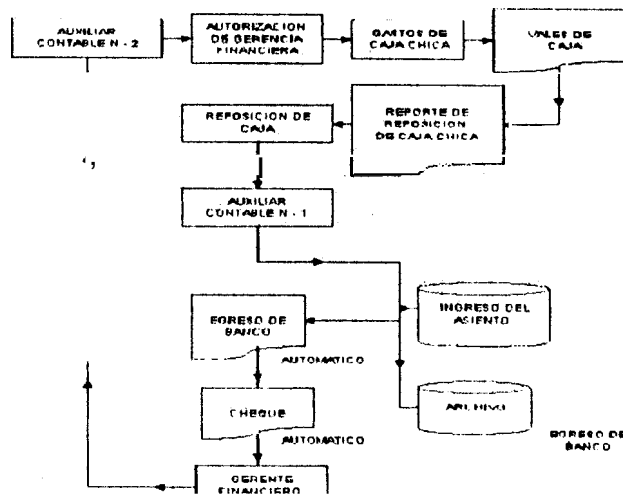 AUXILIAR
CONTABLE N - 2
AUTORIZACION
DE GERENCIA
FINANCIERA
GASTOS DE
CAJA CHICA
VALES DE
CAJA
REPOSICION DE
CAJA
REPORTE DE
REPOSICION
DE CAJA CHICA
AUXILIAR
CONTABLE N - 1
EGRESO DE
BANCO
INGRESO DEL
ASIENTO
AUTOMATICO
CHEQUE
ARCHIVO
AUTOMATICO
EGRESO DE
BANCO
GERENTE
FINANCIERO